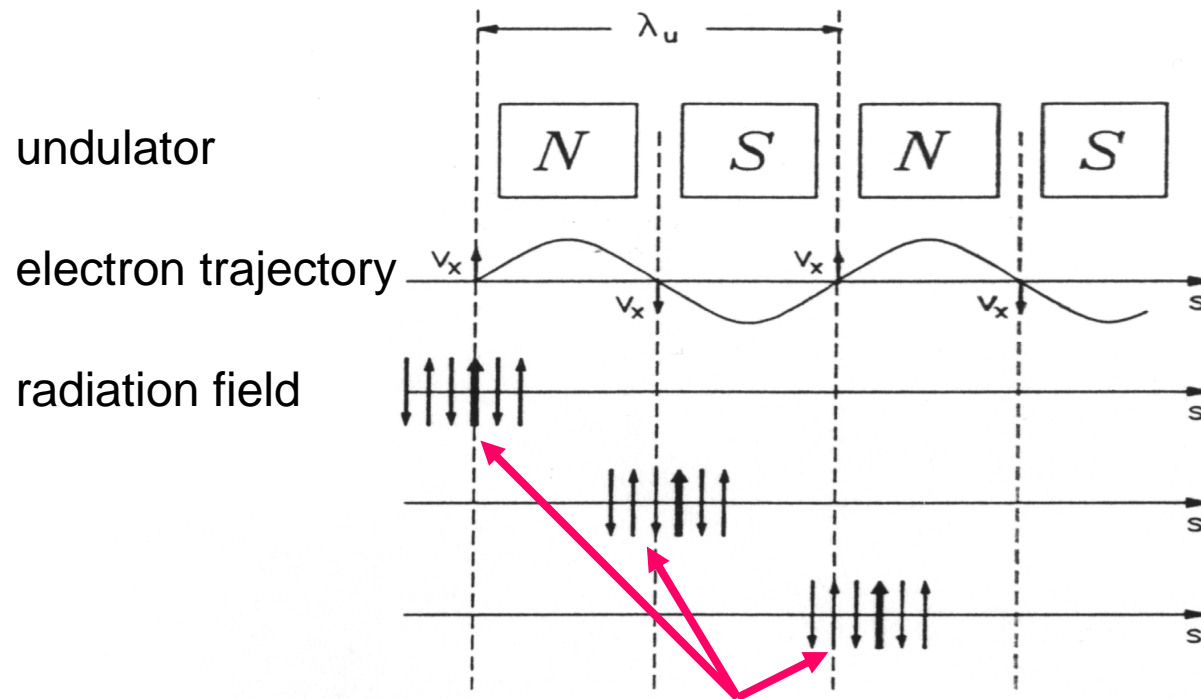 λu
undulator N S N S
electron trajectory vx vx vx vx s
radiation field s
s
s